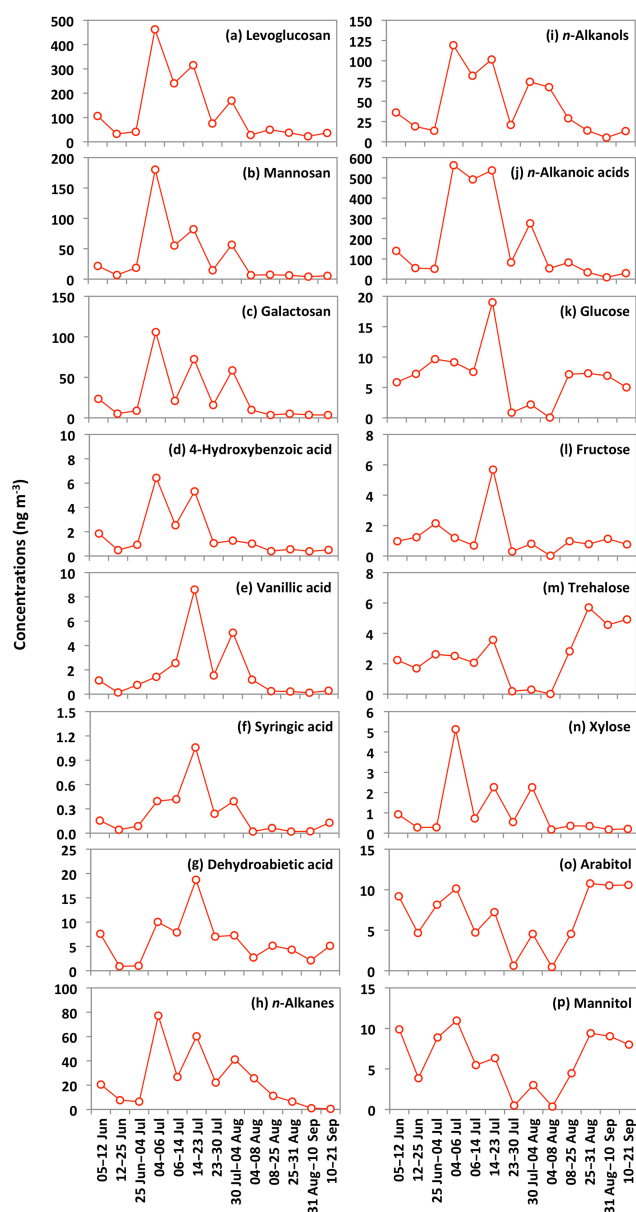 Concentrations (ng m⁻³)
(a) Levoglucosan
500
400
300
200
100
0
(b) Mannosan
200
150
100
50
0
(c) Galactosan
150
100
50
0
(d) 4-Hydroxybenzoic acid
10
8
6
4
2
0
(e) Vanillic acid
10
8
6
4
2
0
(f) Syringic acid
1.5
1.2
0.9
0.6
0.3
0.0
(g) Dehydroabietic acid
25
20
15
10
5
0
(h) n-Alkanes
100
80
60
40
20
0
05–12 Jun
12–25 Jun
25 Jun–04 Jul
04–06 Jul
06–14 Jul
14–23 Jul
23–30 Jul
30 Jul–04 Aug
04–08 Aug
08–25 Aug
25–31 Aug
31 Aug–10 Sep
10–21 Sep
(i) n-Alkanols
150
125
100
75
50
25
0
(j) n-Alkanoic acids
600
500
400
300
200
100
0
(k) Glucose
20
15
10
5
0
(l) Fructose
8
6
4
2
0
(m) Trehalose
8
6
4
2
0
(n) Xylose
6
5
4
3
2
1
0
(o) Arabitol
15
10
5
0
(p) Mannitol
15
10
5
0
05–12 Jun
12–25 Jun
25 Jun–04 Jul
04–06 Jul
06–14 Jul
14–23 Jul
23–30 Jul
30 Jul–04 Aug
04–08 Aug
08–25 Aug
25–31 Aug
31 Aug–10 Sep
10–21 Sep